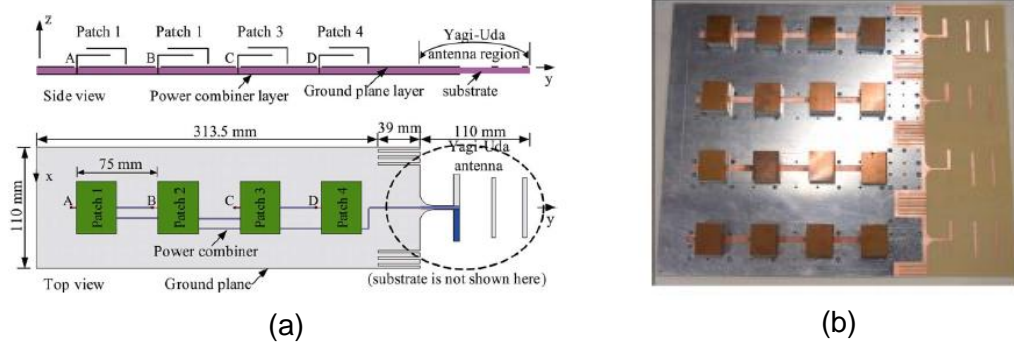 z
Patch 1 Patch 1 Patch 3 Patch 4
Yagi-Uda
antenna region
A B C D
y
Side view
Power combiner layer
Ground plane layer
substrate
313.5 mm
39 mm
110 mm
Yagi-Uda
antenna
75 mm
x
110 mm
A Patch 1 B Patch 2 C Patch 3 D Patch 4
y
Power combiner
Top view
Ground plane
(substrate is not shown here)
(a)
(b)